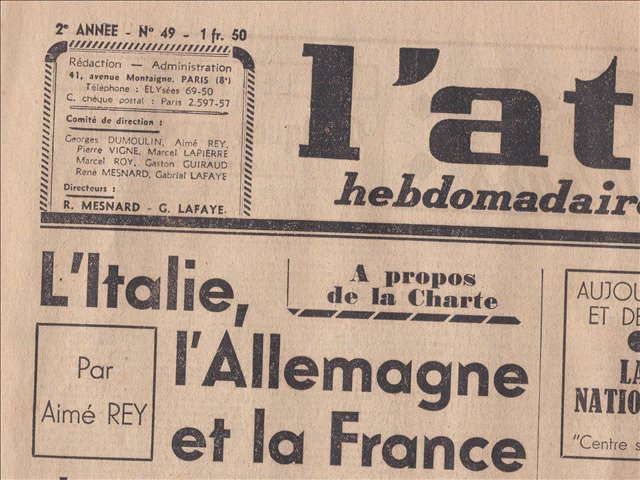 2e ANNÉE - No 49 - 1 fr. 50
Rédaction — Administration
41, avenue Montaigne, PARIS (8e)
Téléphone : ELYsées 69-50
C. chèque postal : Paris 2.597-57
Comité de direction :
Georges DUMOULIN, Aimé REY,
Pierre VIGNE, Marcel LAPIERRE
Marcel ROY, Gaston GUIRAUD
René MESNARD, Gabriel LAFAYE
Directeurs :
R. MESNARD - G. LAFAYE.
l'at
hebdomadaire
L'Italie,
l'Allemagne
et la France
Par
Aimé REY
A propos
de la Charte
AUJOU
ET DE
LA
NATIO
"Centre s